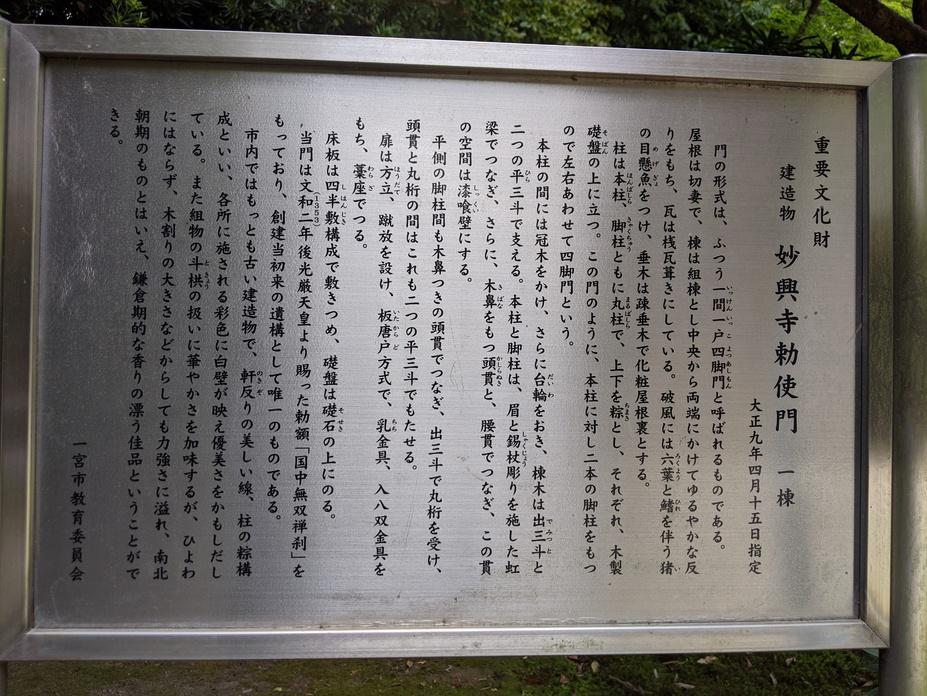 重要文化財
建造物 妙興寺勅使門 一棟
大正九年四月十五日指定
門の形式は、ふつう一間一戸四脚門と呼ばれるものである。
屋根は切妻で、棟は組棟とし中央から両端にかけてゆるやかな反
りをもち、瓦は桟瓦葺きにしている。破風には六葉と鰭を伴う猪
の目懸魚をつけ、垂木は疎垂木で化粧屋根裏とする。
柱は本柱、脚柱ともに丸柱で、上下を粽とし、それぞれ、木製
礎盤の上に立つ。この門のように、本柱に対し二本の脚柱をもつ
ので左右あわせて四脚門という。
本柱の間には冠木をかけ、さらに台輪をおき、棟木は出三斗と
二つの平三斗で支える。本柱と脚柱は、眉と錫杖彫りを施した虹
梁でつなぎ、さらに、木鼻をもつ頭貫と、腰貫でつなぎ、この貫
の空間は漆喰壁にする。
平側の脚柱間も木鼻つきの頭貫でつなぎ、出三斗で丸桁を受け、
頭貫と丸桁の間はこれも二つの平三斗でもたせる。
扉は方立、蹴放を設け、板唐戸方式で、乳金具、入八双金具を
もち、藁座でつる。
床板は四半敷構成で敷きつめ、礎盤は礎石の上にのる。
当門は文和二年(1353)後光厳天皇より賜った勅額「国中無双禅刹」を
もっており、創建当初来の遺構として唯一のものである。
市内ではもっとも古い建造物で、軒反りの美しい線、柱の粽構
成といい、各所に施される彩色に白壁が映え優美さをかもしだし
ている。また組物の斗栱の扱いに華やかさを加味するが、ひよわ
にはならず、木割りの大きさなどからしても力強さに溢れ、南北
朝期のものとはいえ、鎌倉期的な香りの漂う佳品ということがで
きる。
一宮市教育委員会